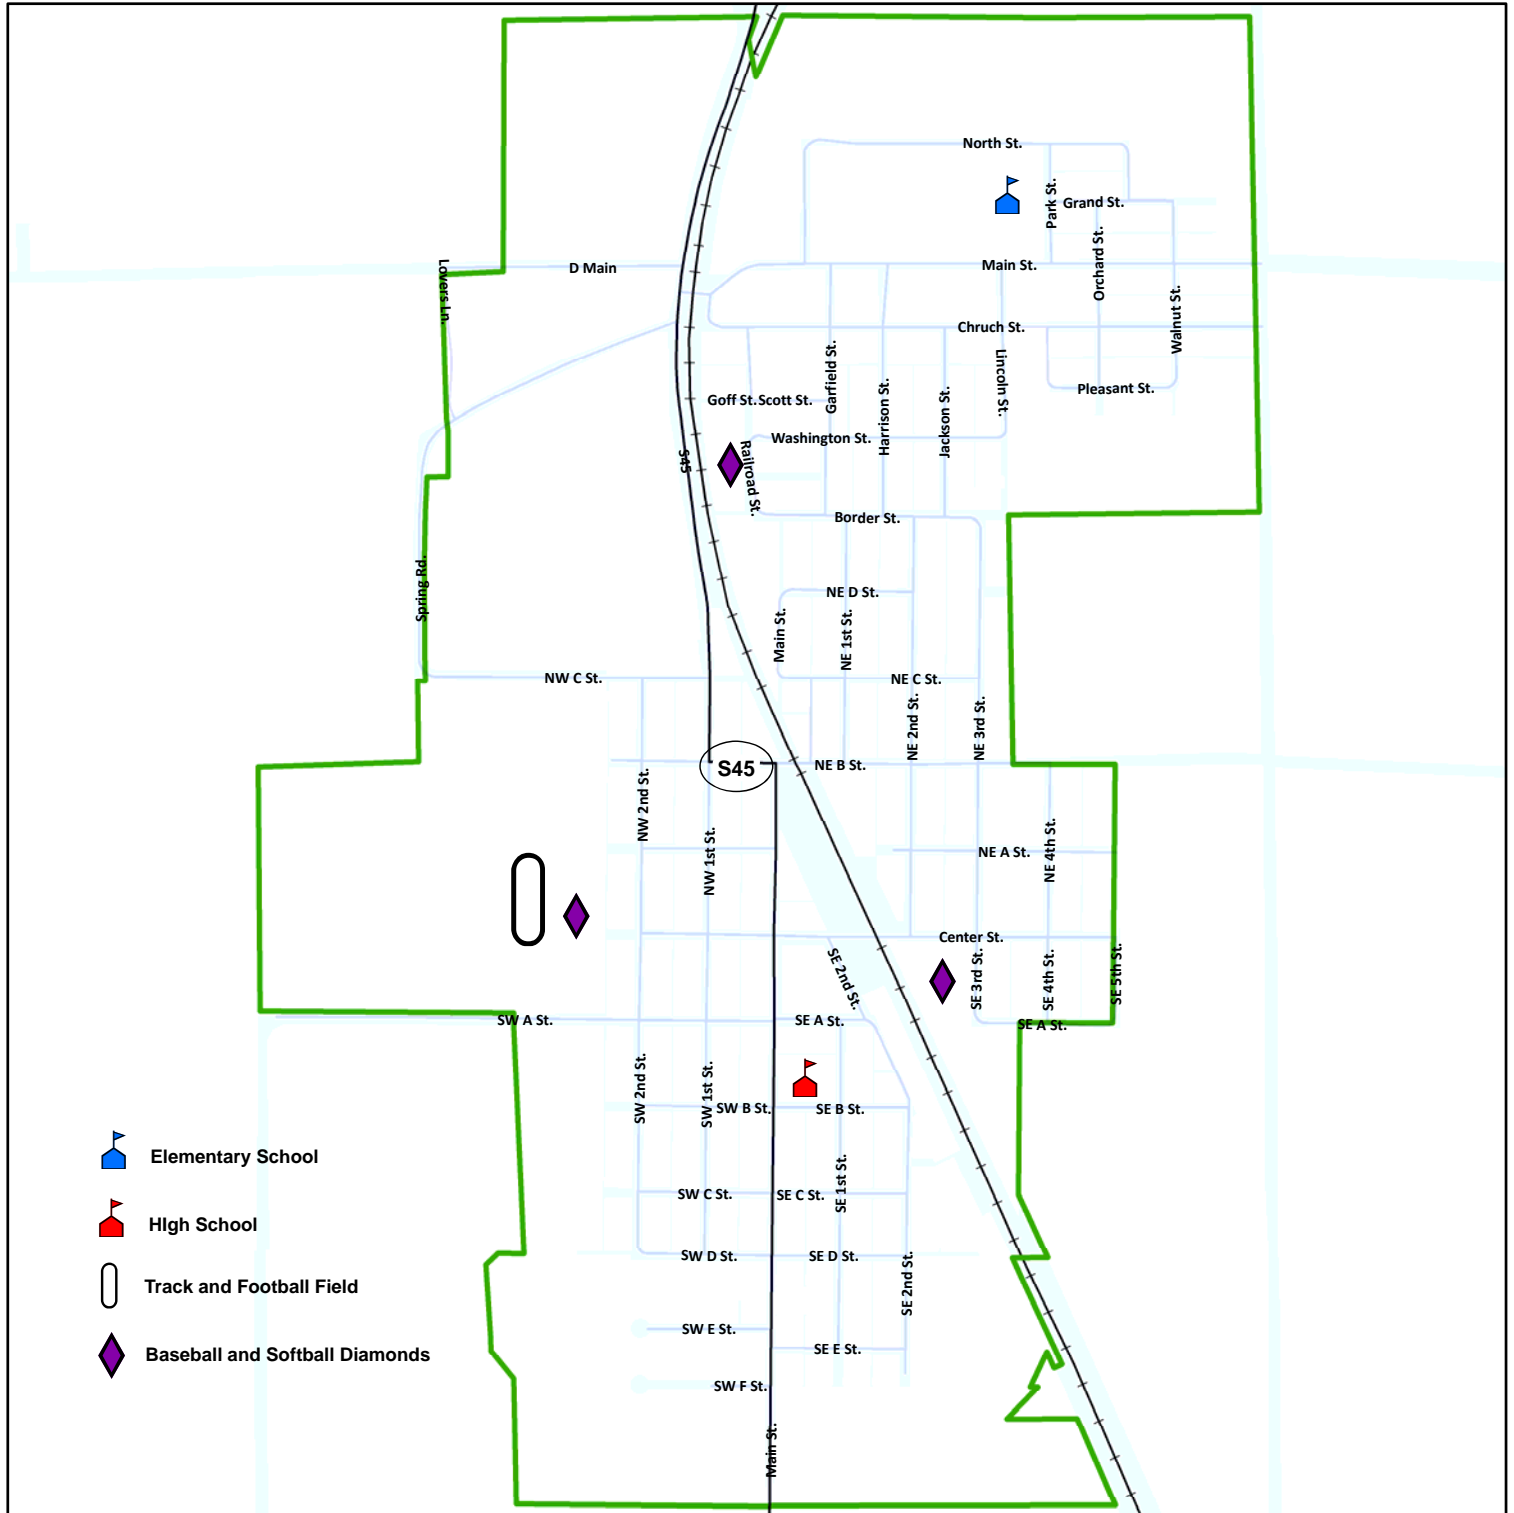 North St.
Park St.
Grand St.
Orchard St.
Main St.
D Main
Lovers Ln.
Walnut St.
Chruch St.
Garfield St.
Lincoln St.
Harrison St.
Jackson St.
Pleasant St.
Goff St.
Scott St.
Washington St.
Railroad St.
S45
Border St.
Spring Rd.
NE D St.
Main St.
NE 1st St.
NW C St.
NE C St.
NE 2nd St.
NE 3rd St.
S45
NE B St.
NW 2nd St.
NW 1st St.
NE A St.
NE 4th St.
Center St.
SE 2nd St.
SE 3rd St.
SE 4th St.
SE 5th St.
SW A St.
SE A St.
SE A St.
SW 2nd St.
SW 1st St.
SW B St.
SE B St.
Elementary School
SE 1st St.
SW C St.
SE C St.
HIgh School
SW D St.
SE D St.
SE 2nd St.
Track and Football Field
SW E St.
SE E St.
Baseball and Softball Diamonds
SW F St.
Main St.